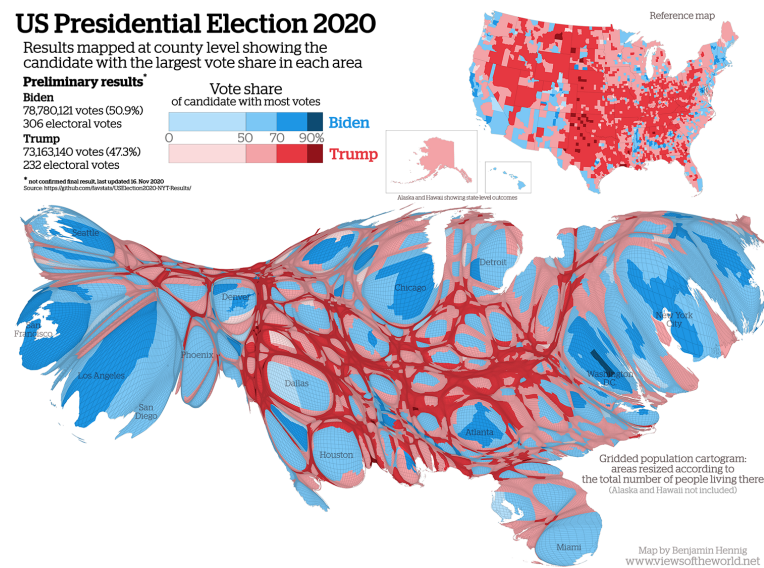 US Presidential Election 2020
Results mapped at county level showing the
candidate with the largest vote share in each area
Preliminary results*
Biden
78,780,121 votes (50.9%)
306 electoral votes
Trump
73,163,140 votes (47.3%)
232 electoral votes
* not confirmed final result, last updated 16. Nov 2020
Source: https://github.com/favstats/USElection2020-NYT-Results/
Vote share
of candidate with most votes
Biden
0 50 70 90%
Trump
Reference map
Alaska and Hawaii showing state level outcomes
Seattle
San
Francisco
Los Angeles
San
Diego
Phoenix
Denver
Dallas
Houston
Chicago
Detroit
Atlanta
Miami
Washington
DC
New York
City
Gridded population cartogram:
areas resized according to
the total number of people living there
(Alaska and Hawaii not included)
Map by Benjamin Hennig
www.viewsoftheworld.net